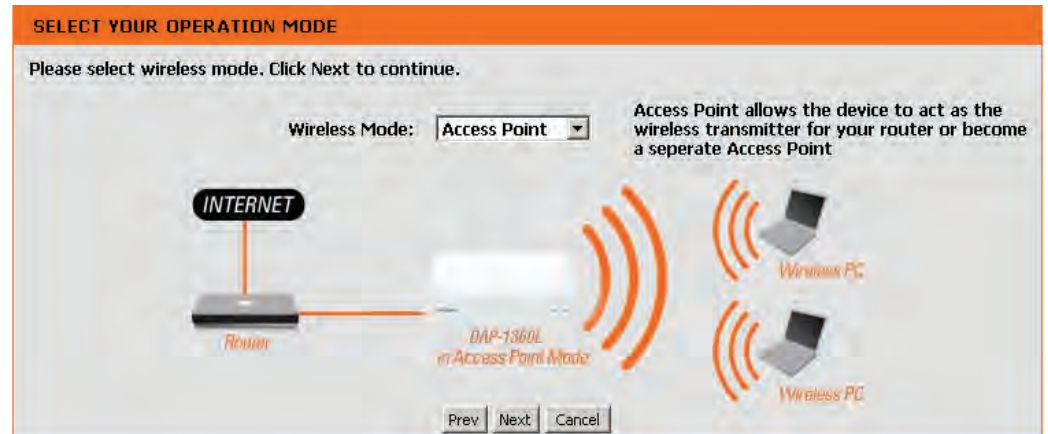 SELECT YOUR OPERATION MODE
Please select wireless mode. Click Next to continue.
Wireless Mode: Access Point
Access Point allows the device to act as the
wireless transmitter for your router or become
a seperate Access Point
INTERNET
Router
DAP-1360L
in Access Point Mode
Wireless PC
Wireless PC
Prev Next Cancel